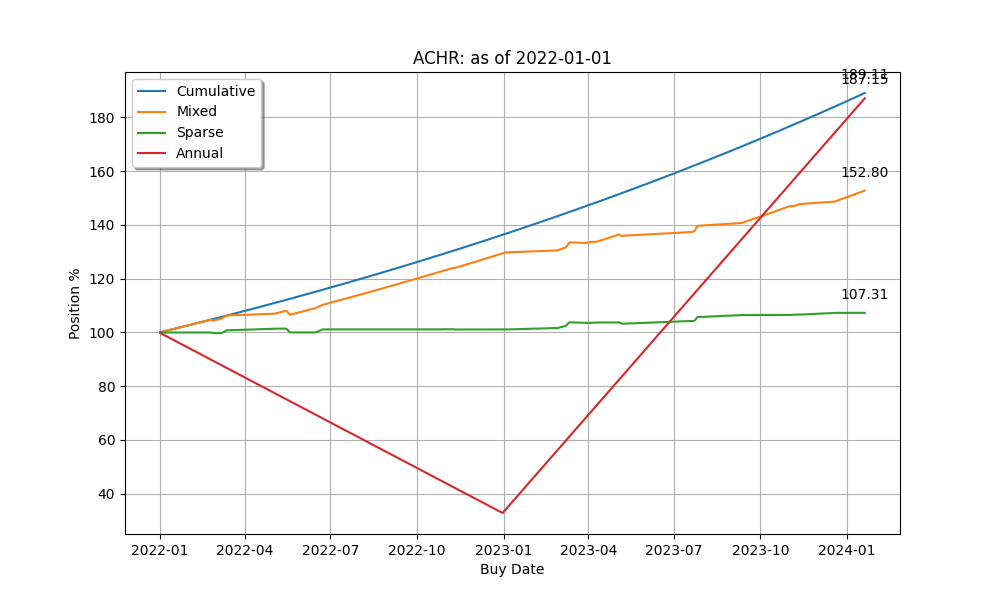 ACHR: as of 2022-01-01
Cumulative
Mixed
Sparse
Annual
189.11
187.15
152.80
107.31
Position %
180
160
140
120
100
80
60
40
2022-01 2022-04 2022-07 2022-10 2023-01 2023-04 2023-07 2023-10 2024-01
Buy Date